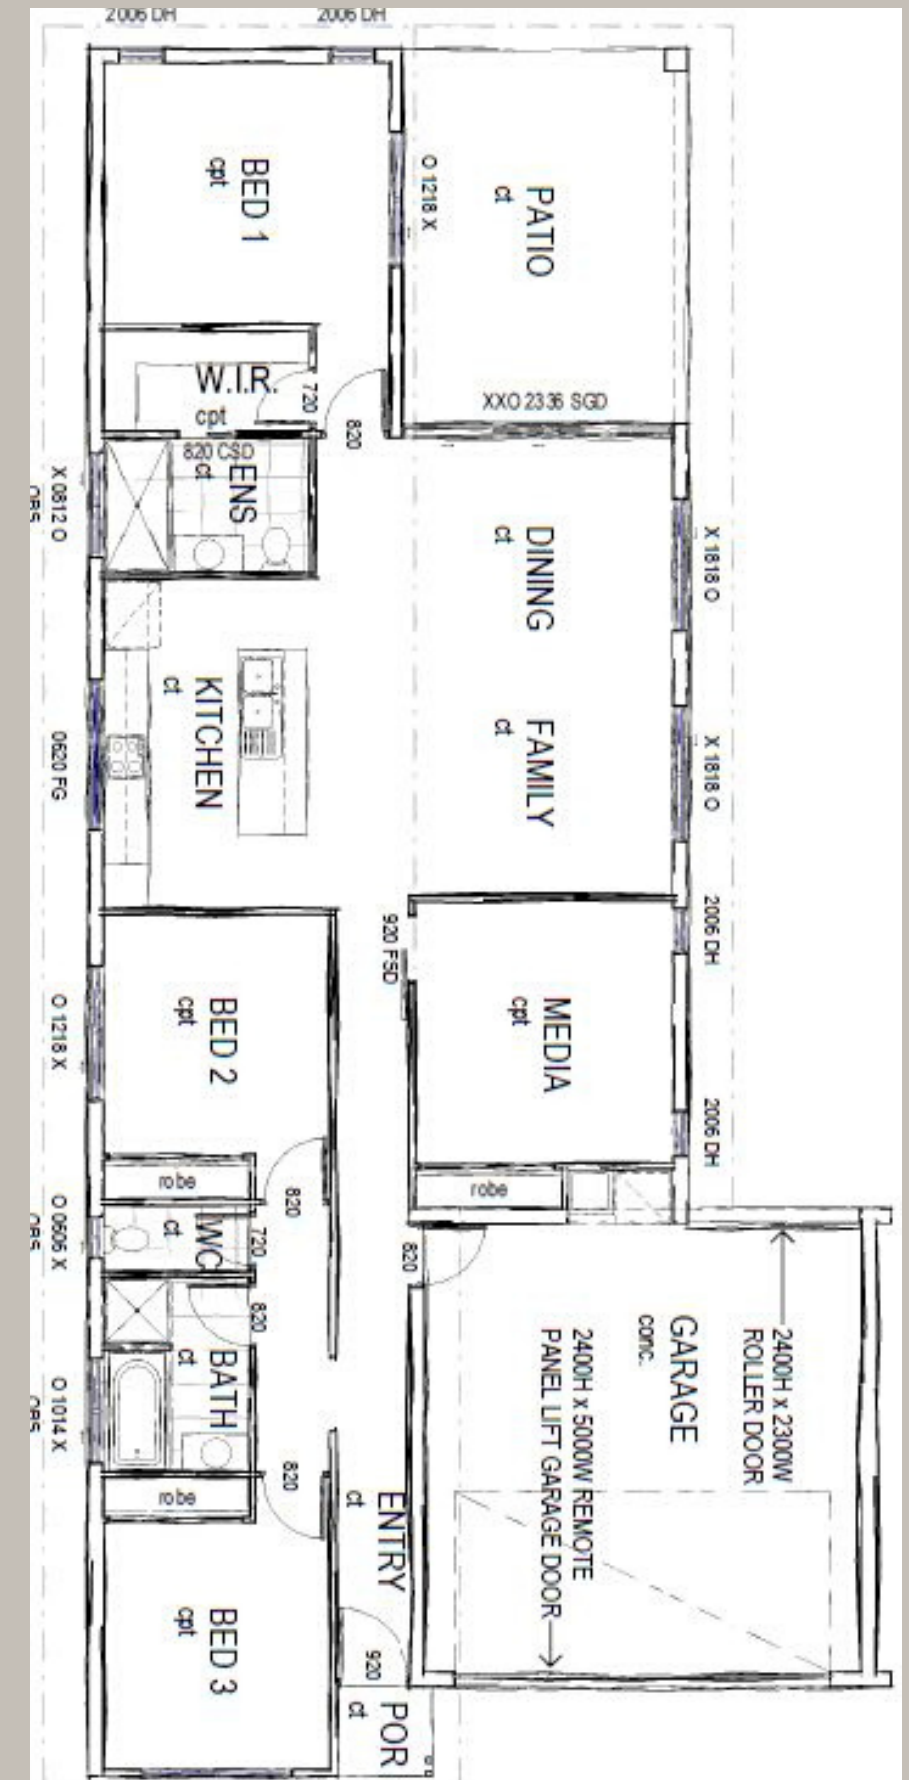 2006 DH
2006 DH
BED 1
cpt
O 1218 X
PATIO
ct
W.I.R.
cpt
720
820
XXO 2336 SGD
820 CSD
ENS
ct
X 0812 O
OBS
DINING
ct
X 1818 O
KITCHEN
ct
FAMILY
ct
X 1818 O
0620 FG
920 FSD
2006 DH
BED 2
cpt
MEDIA
cpt
O 1218 X
2006 DH
robe
820
robe
WC
ct
720
O 0606 X
OBS
820
820
BATH
ct
O 1014 X
OBS
GARAGE
conc.
2400H x 2300W
ROLLER DOOR
2400H x 5000W REMOTE
PANEL LIFT GARAGE DOOR
robe
820
ENTRY
ct
BED 3
cpt
920
POR
ct